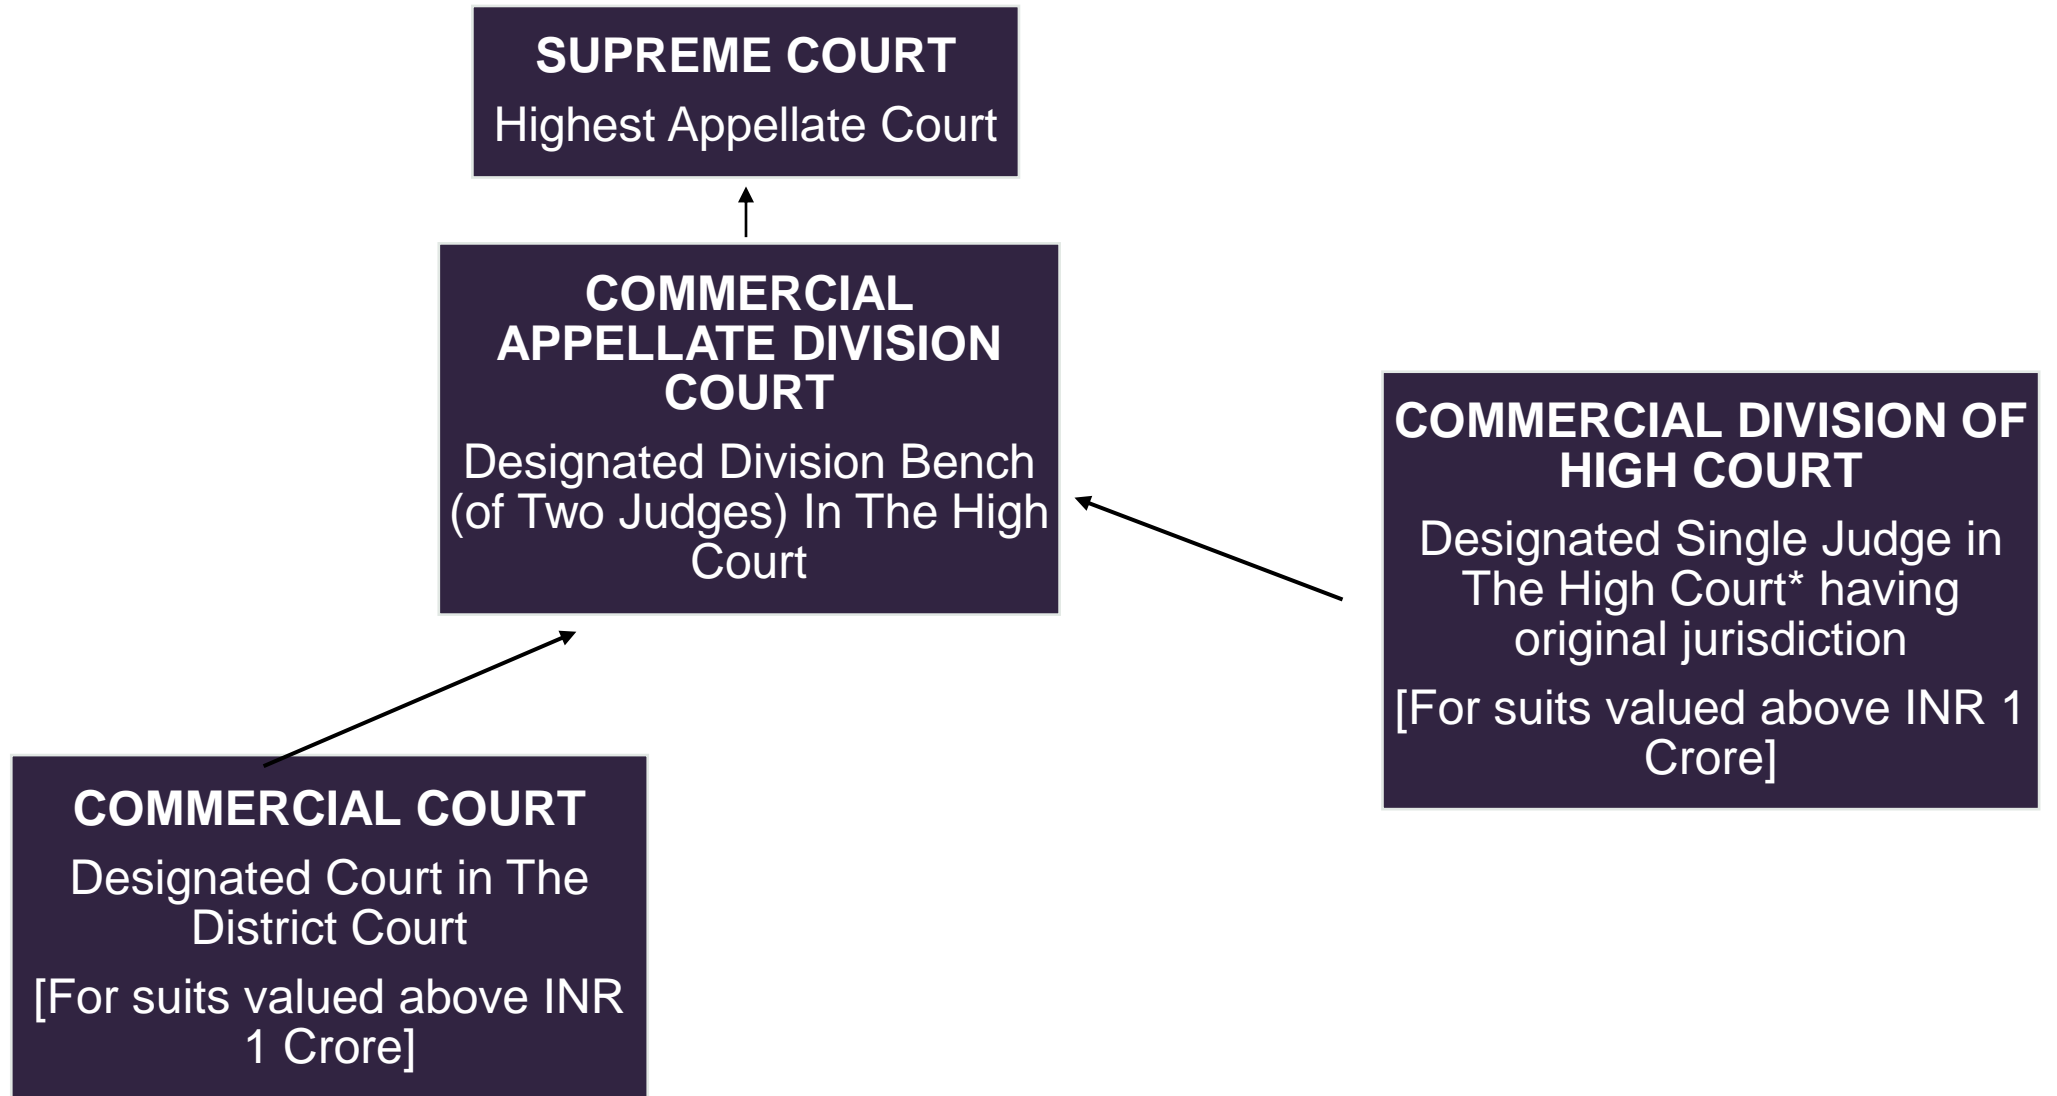 SUPREME COURT
Highest Appellate Court
COMMERCIAL
APPELLATE DIVISION
COURT
Designated Division Bench
(of Two Judges) In The High
Court
COMMERCIAL DIVISION OF
HIGH COURT
Designated Single Judge in
The High Court* having
original jurisdiction
[For suits valued above INR 1
Crore]
COMMERCIAL COURT
Designated Court in The
District Court
[For suits valued above INR
1 Crore]